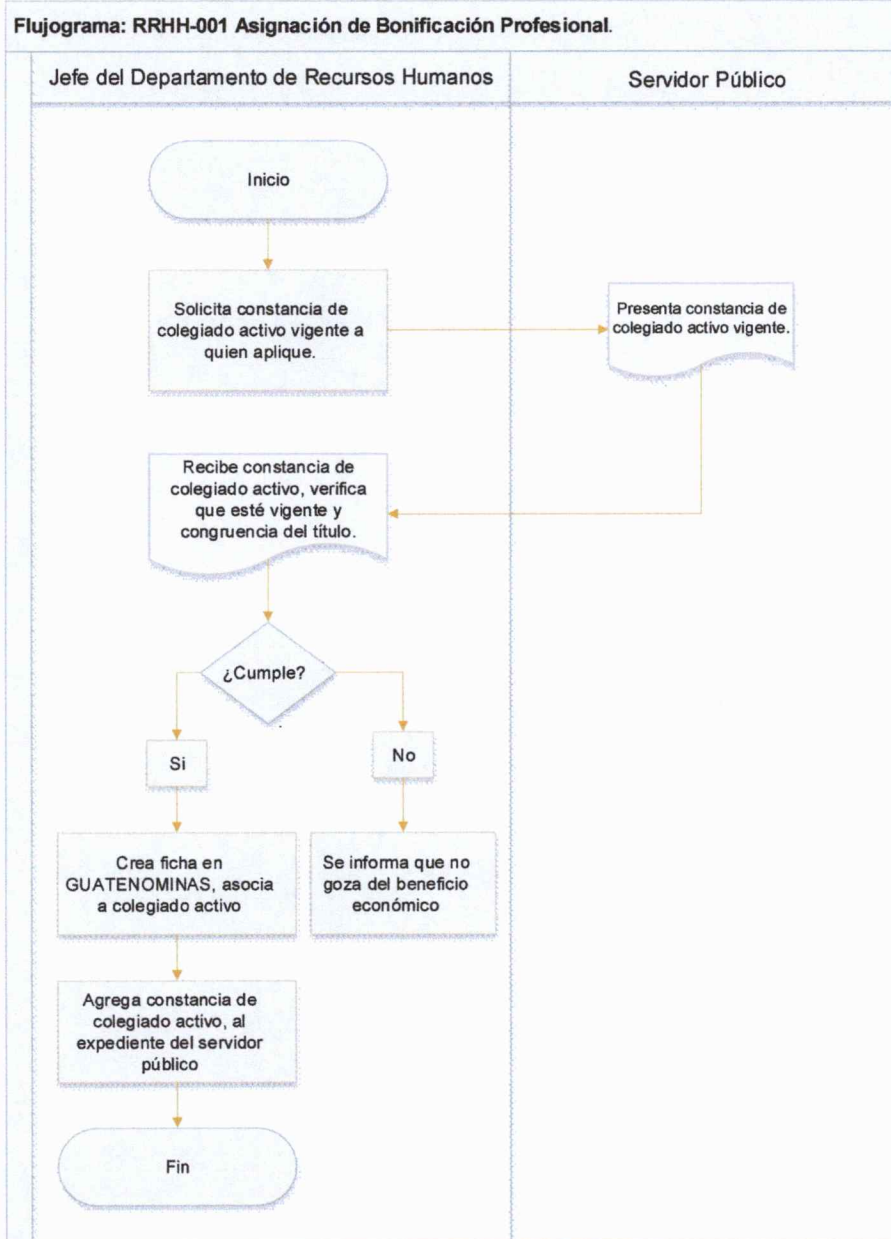 Flujograma: RRHH-001 Asignación de Bonificación Profesional.
Jefe del Departamento de Recursos Humanos
Servidor Público
Inicio
Solicita constancia de
colegiado activo vigente a
quien aplique.
Presenta constancia de
colegiado activo vigente.
Recibe constancia de
colegiado activo, verifica
que esté vigente y
congruencia del título.
¿Cumple?
Si
No
Crea ficha en
GUATENOMINAS, asocia
a colegiado activo
Se informa que no
goza del beneficio
económico
Agrega constancia de
colegiado activo, al
expediente del servidor
público
Fin